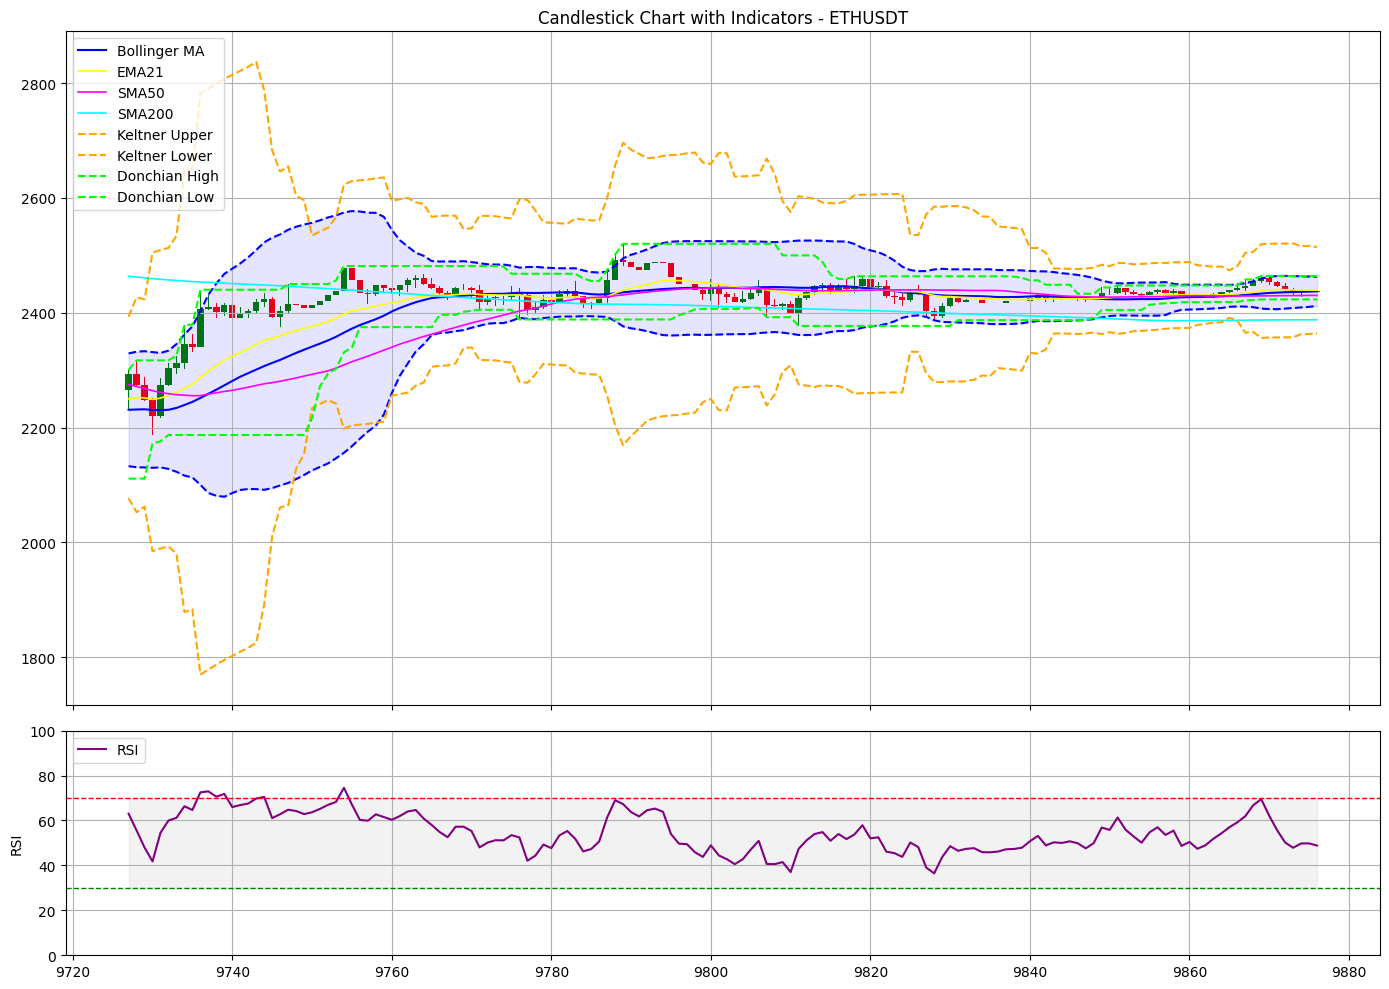 Candlestick Chart with Indicators - ETHUSDT
Bollinger MA
EMA21
SMA50
SMA200
Keltner Upper
Keltner Lower
Donchian High
Donchian Low
2800
2600
2400
2200
2000
1800
RSI
100
80
60
40
20
0
RSI
9720 9740 9760 9780 9800 9820 9840 9860 9880